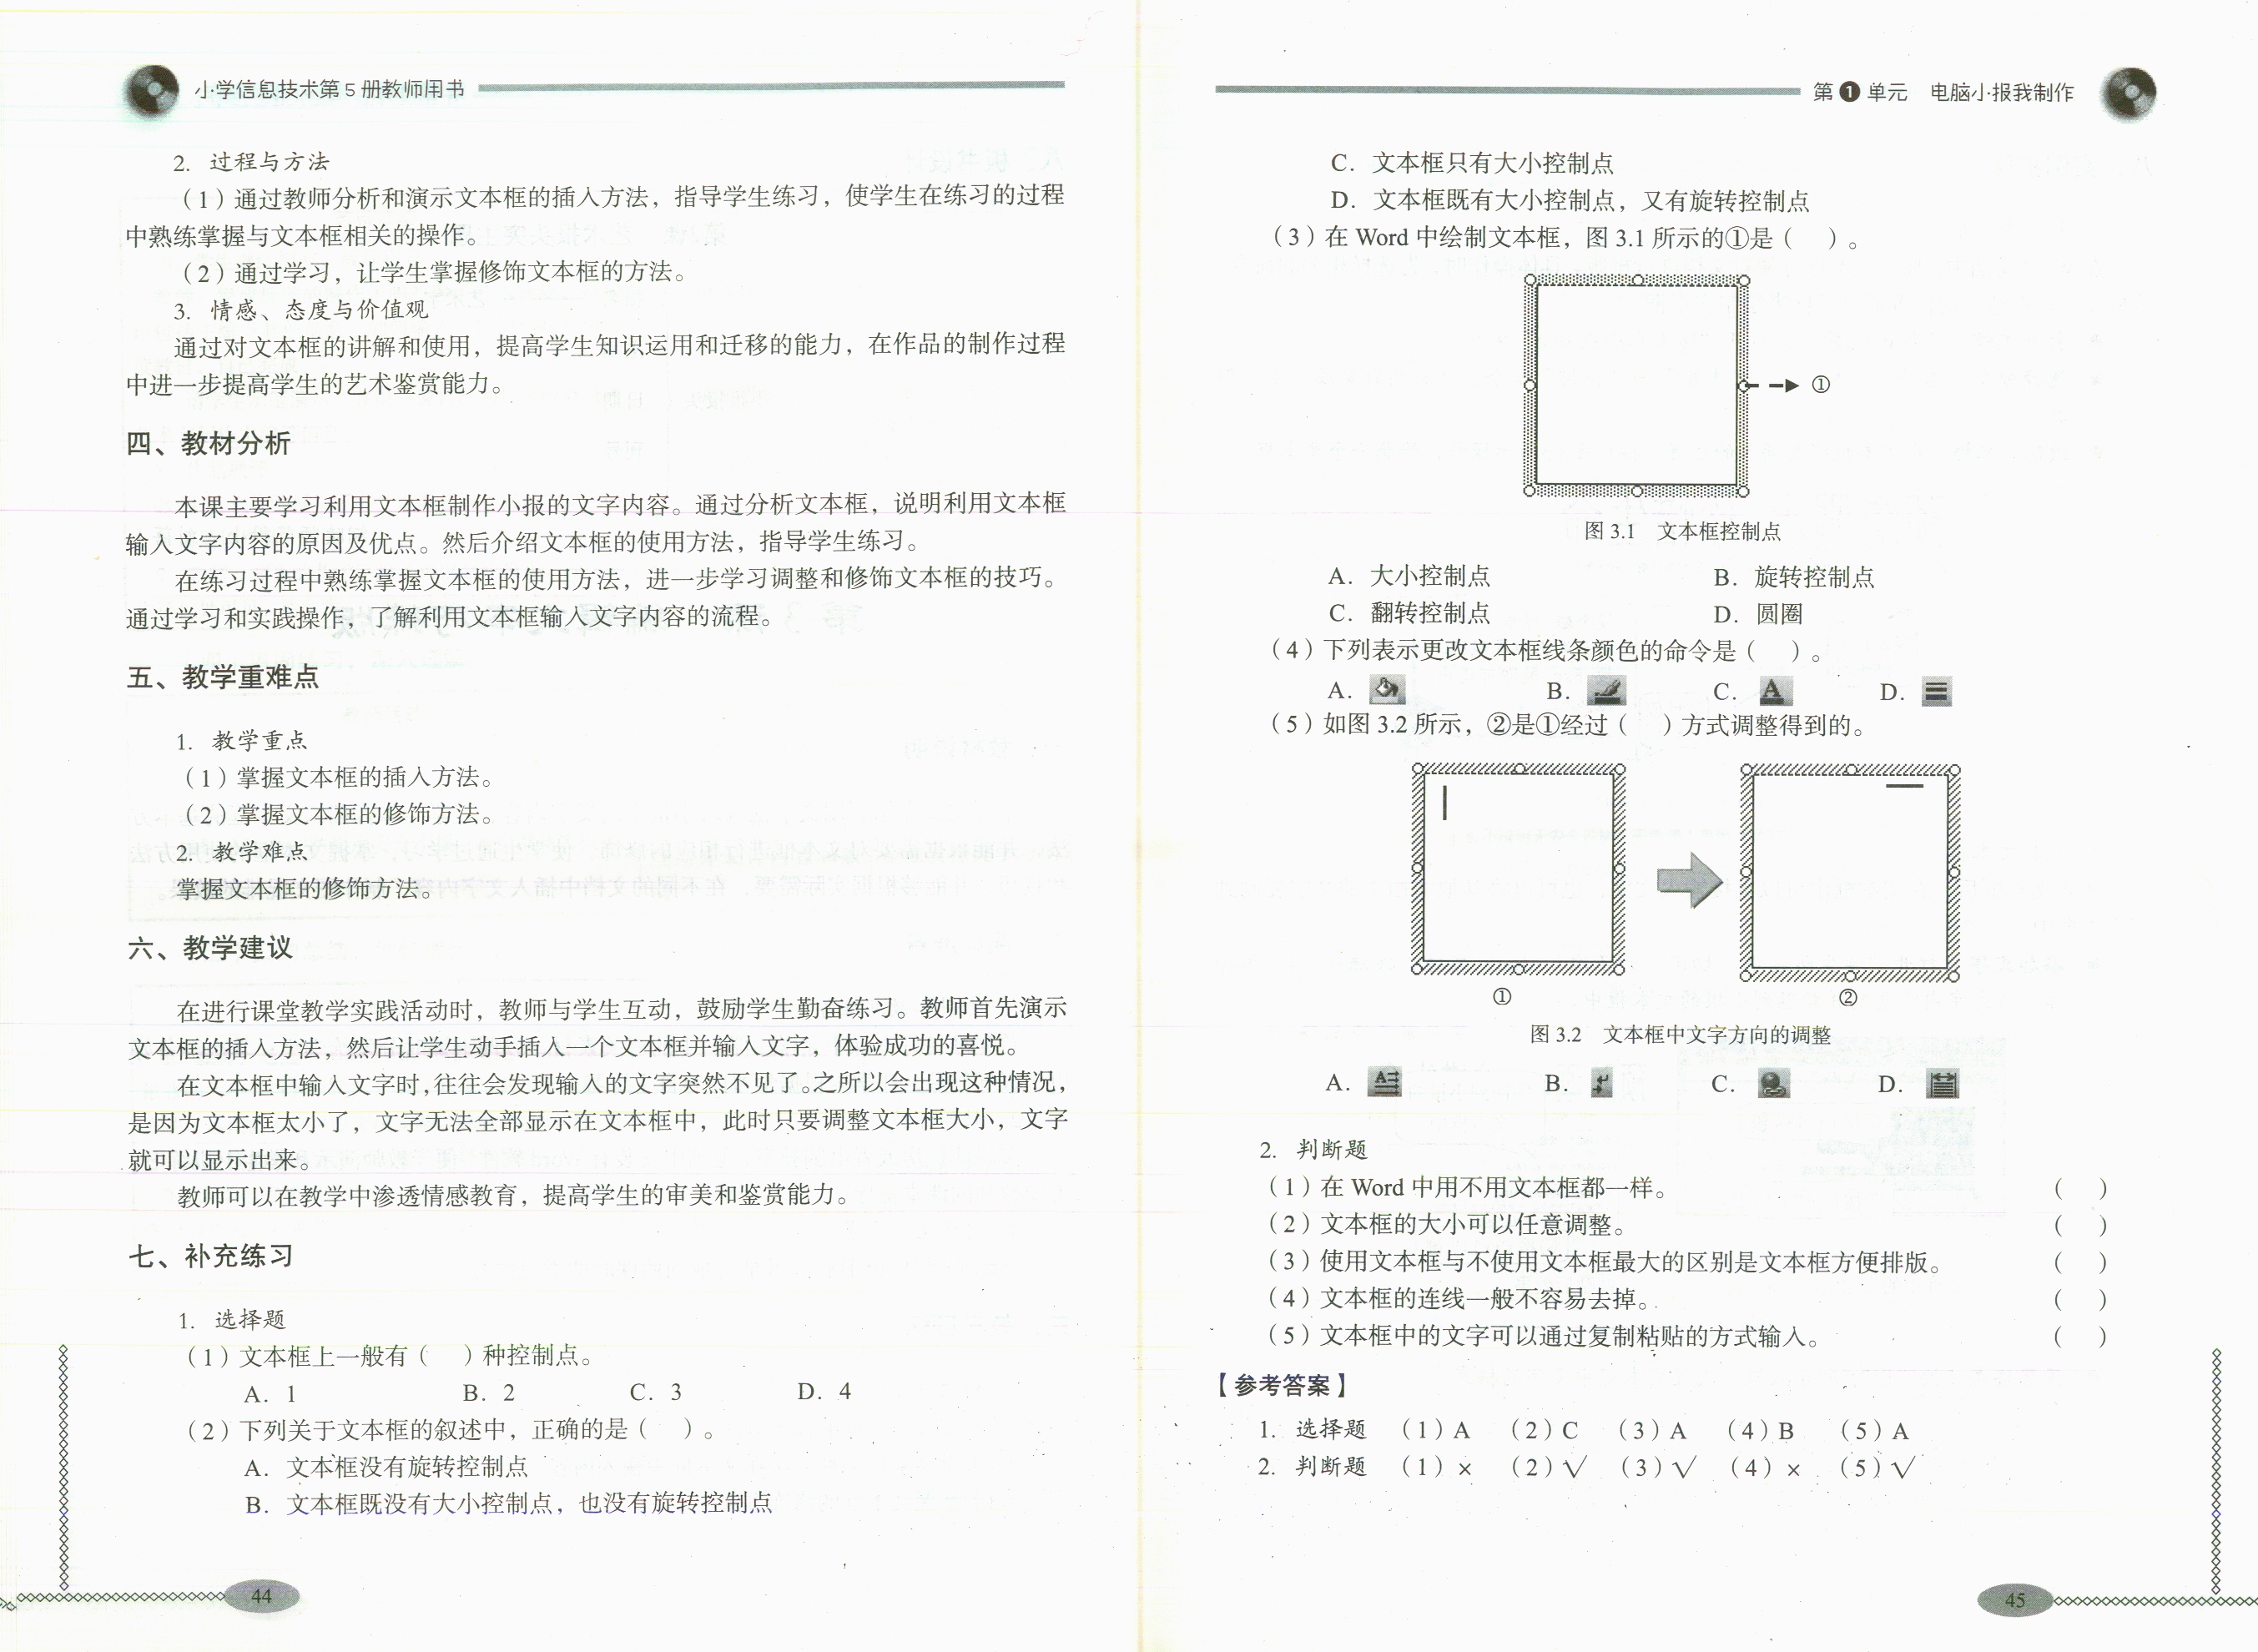 小学信息技术第5册教师用书
2. 过程与方法
（1）通过教师分析和演示文本框的插入方法，指导学生练习，使学生在练习的过程
中熟练掌握与文本框相关的操作。
（2）通过学习，让学生掌握修饰文本框的方法。
3. 情感、态度与价值观
通过对文本框的讲解和使用，提高学生知识运用和迁移的能力，在作品的制作过程
中进一步提高学生的艺术鉴赏能力。
四、教材分析
本课主要学习利用文本框制作小报的文字内容。通过分析文本框，说明利用文本框
输入文字内容的原因及优点。然后介绍文本框的使用方法，指导学生练习。
在练习过程中熟练掌握文本框的使用方法，进一步学习调整和修饰文本框的技巧。
通过学习和实践操作，了解利用文本框输入文字内容的流程。
五、教学重难点
1. 教学重点
（1）掌握文本框的插入方法。
（2）掌握文本框的修饰方法。
2. 教学难点
掌握文本框的修饰方法。
六、教学建议
在进行课堂教学实践活动时，教师与学生互动，鼓励学生勤奋练习。教师首先演示
文本框的插入方法，然后让学生动手插入一个文本框并输入文字，体验成功的喜悦。
在文本框中输入文字时，往往会发现输入的文字突然不见了。之所以会出现这种情况，
是因为文本框太小了，文字无法全部显示在文本框中，此时只要调整文本框大小，文字
就可以显示出来。
教师可以在教学中渗透情感教育，提高学生的审美和鉴赏能力。
七、补充练习
1. 选择题
（1）文本框上一般有（ ）种控制点。
A. 1 B. 2 C. 3 D. 4
（2）下列关于文本框的叙述中，正确的是（ ）。
A. 文本框没有旋转控制点
B. 文本框既没有大小控制点，也没有旋转控制点
44
第1单元 电脑小报我制作
C. 文本框只有大小控制点
D. 文本框既有大小控制点，又有旋转控制点
（3）在 Word 中绘制文本框，图 3.1 所示的①是（ ）。
①
图 3.1 文本框控制点
A. 大小控制点 B. 旋转控制点
C. 翻转控制点 D. 圆圈
（4）下列表示更改文本框线条颜色的命令是（ ）。
A. B. C. A D.
（5）如图 3.2 所示，②是①经过（ ）方式调整得到的。
① ②
图 3.2 文本框中文字方向的调整
A. B. C. D.
2. 判断题
（1）在 Word 中用不用文本框都一样。 （ ）
（2）文本框的大小可以任意调整。 （ ）
（3）使用文本框与不使用文本框最大的区别是文本框方便排版。 （ ）
（4）文本框的连线一般不容易去掉。 （ ）
（5）文本框中的文字可以通过复制粘贴的方式输入。 （ ）
【参考答案】
1. 选择题 （1）A （2）C （3）A （4）B （5）A
2. 判断题 （1）× （2）√ （3）√ （4）× （5）√
45